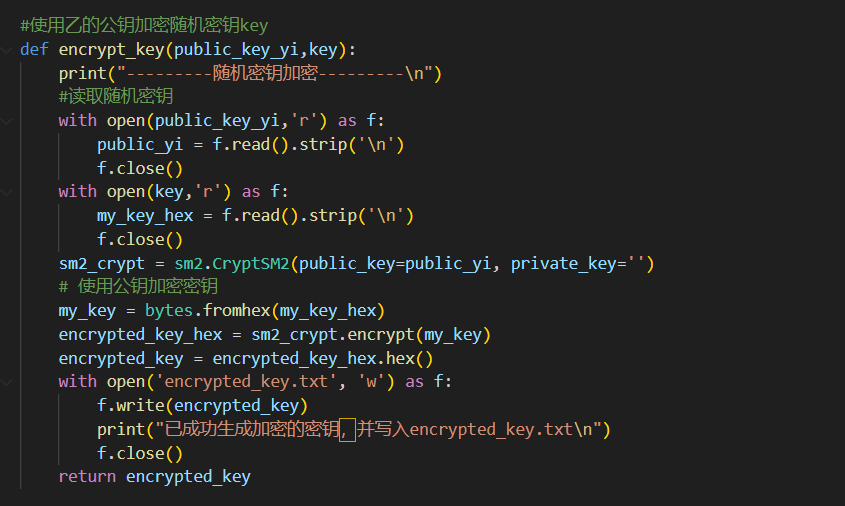 #使用乙的公钥加密随机密钥key
def encrypt_key(public_key_yi,key):
    print("---------随机密钥加密---------\n")
    #读取随机密钥
    with open(public_key_yi,'r') as f:
        public_yi = f.read().strip('\n')
        f.close()
    with open(key,'r') as f:
        my_key_hex = f.read().strip('\n')
        f.close()
    sm2_crypt = sm2.CryptSM2(public_key=public_yi, private_key='')
    # 使用公钥加密密钥
    my_key = bytes.fromhex(my_key_hex)
    encrypted_key_hex = sm2_crypt.encrypt(my_key)
    encrypted_key = encrypted_key_hex.hex()
    with open('encrypted_key.txt', 'w') as f:
        f.write(encrypted_key)
        print("已成功生成加密的密钥，并写入encrypted_key.txt\n")
        f.close()
    return encrypted_key